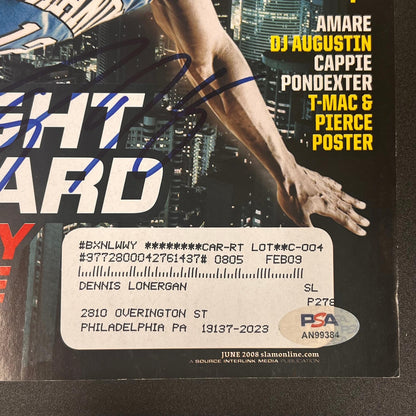 AMARE
DJ AUGUSTIN
CAPPIE
PONDEXTER
T-MAC &
PIERCE
POSTER
GHT
ARD
Y
E
#BXNLWWY ********CAR-RT LOT**C-004
#9772800042761437# 0805 FEB09
DENNIS LONERGAN SL
P278
2810 OVERINGTON ST
PHILADELPHIA PA 19137-2023
PSA
AN99384
JUNE 2008 slamonline.com
A SOURCE INTERLINK MEDIA PUBLICATION